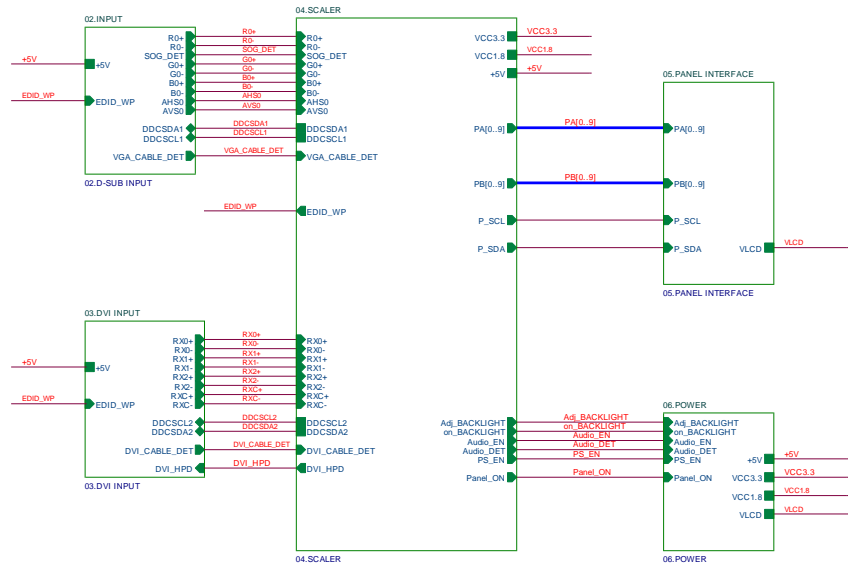 02.INPUT
+5V
+5V
EDID_WP
EDID_WP
R0+
R0-
SOG_DET
G0+
G0-
B0+
B0-
AHS0
AVS0
DDCSDA1
DDCSCL1
VGA_CABLE_DET
02.D-SUB INPUT
R0+
R0-
SOG_DET
G0+
G0-
B0+
B0-
AHS0
AVS0
DDCSDA1
DDCSCL1
VGA_CABLE_DET
EDID_WP
03.DVI INPUT
+5V
+5V
EDID_WP
EDID_WP
RX0+
RX0-
RX1+
RX1-
RX2+
RX2-
RXC+
RXC-
DDCSCL2
DDCSDA2
DVI_CABLE_DET
DVI_HPD
03.DVI INPUT
RX0+
RX0-
RX1+
RX1-
RX2+
RX2-
RXC+
RXC-
DDCSCL2
DDCSDA2
DVI_CABLE_DET
DVI_HPD
04.SCALER
R0+
R0-
SOG_DET
G0+
G0-
B0+
B0-
AHS0
AVS0
DDCSDA1
DDCSCL1
VGA_CABLE_DET
EDID_WP
RX0+
RX0-
RX1+
RX1-
RX2+
RX2-
RXC+
RXC-
DDCSCL2
DDCSDA2
DVI_CABLE_DET
DVI_HPD
VCC3.3
VCC1.8
+5V
PA[0..9]
PB[0..9]
P_SCL
P_SDA
Adj_BACKLIGHT
on_BACKLIGHT
Audio_EN
Audio_DET
PS_EN
Panel_ON
04.SCALER
VCC3.3
VCC1.8
+5V
PA[0..9]
PB[0..9]
Adj_BACKLIGHT
on_BACKLIGHT
Audio_EN
Audio_DET
PS_EN
Panel_ON
05.PANEL INTERFACE
PA[0..9]
PB[0..9]
P_SCL
P_SDA
VLCD
VLCD
05.PANEL INTERFACE
06.POWER
Adj_BACKLIGHT
on_BACKLIGHT
Audio_EN
Audio_DET
PS_EN
Panel_ON
+5V
VCC3.3
VCC1.8
VLCD
+5V
VCC3.3
VCC1.8
VLCD
06.POWER